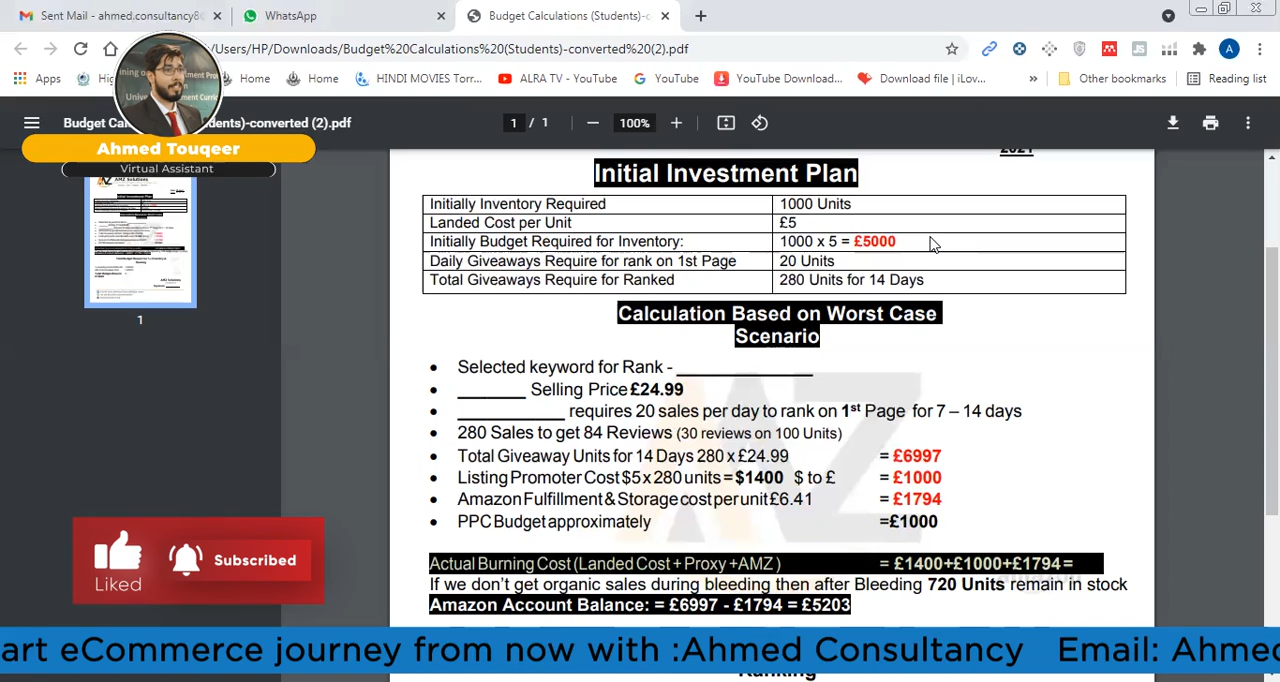 Sent Mail - ahmed.consultancy8
WhatsApp
Budget Calculations (Students)-c
/Users/HP/Downloads/Budget%20Calculations%20(Students)-converted%20(2).pdf
A
Apps
Home
Home
HINDI MOVIES Torr...
ALRA TV - YouTube
YouTube
YouTube Download...
Download file | iLov...
»
Other bookmarks
Reading list
JS
Budget Ca
dents)-converted (2).pdf
1 / 1
100%
Ahmed Touqeer
Virtual Assistant
AMZ Solutions
1
2021
Initial Investment Plan
Initially Inventory Required 1000 Units
Landed Cost per Unit £5
Initially Budget Required for Inventory: 1000 x 5 = £5000
Daily Giveaways Require for rank on 1st Page 20 Units
Total Giveaways Require for Ranked 280 Units for 14 Days
Calculation Based on Worst Case
Scenario
• Selected keyword for Rank - _______________
• _______ Selling Price £24.99
• ___________ requires 20 sales per day to rank on 1st Page for 7 – 14 days
• 280 Sales to get 84 Reviews (30 reviews on 100 Units)
• Total Giveaway Units for 14 Days 280 x £24.99 = £6997
• Listing Promoter Cost $5 x 280 units = $1400 $ to £ = £1000
• Amazon Fulfillment & Storage cost per unit £6.41 = £1794
• PPC Budget approximately =£1000
Actual Burning Cost (Landed Cost + Proxy +AMZ ) = £1400+£1000+£1794 =
If we don't get organic sales during bleeding then after Bleeding 720 Units remain in stock
Amazon Account Balance: = £6997 - £1794 = £5203
Liked
Subscribed
art eCommerce journey from now with :Ahmed Consultancy Email: Ahmed
Ranking